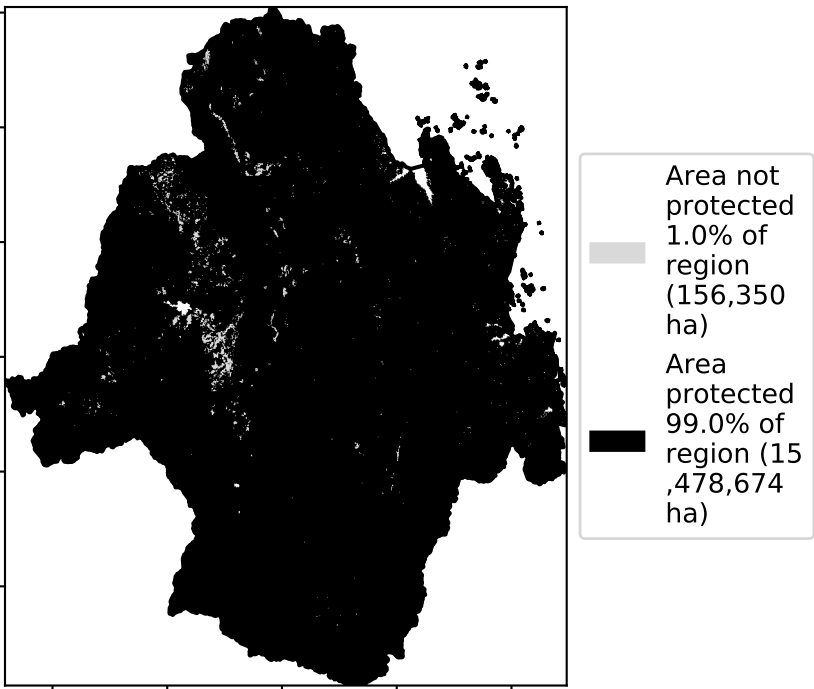 Area not
protected
1.0% of
region
(156,350
ha)
Area
protected
99.0% of
region (15
,478,674
ha)